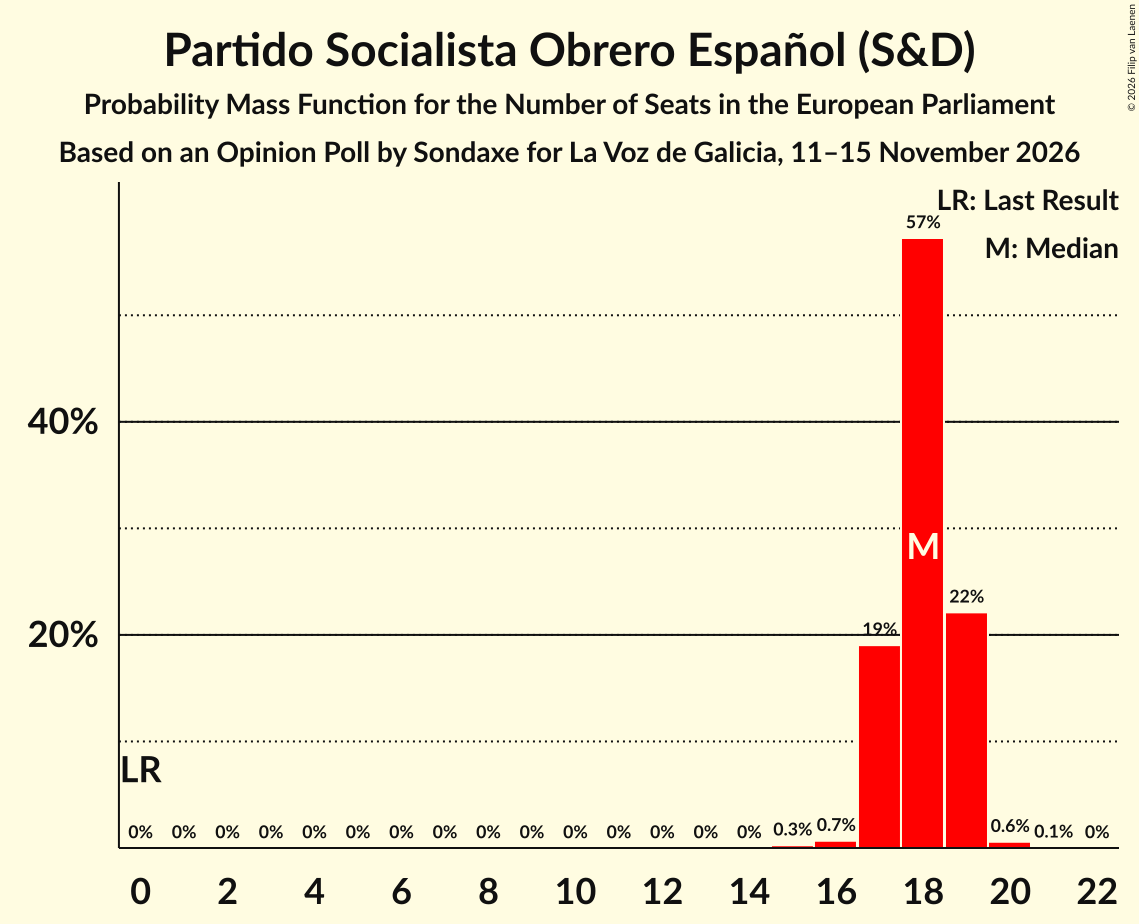 Partido Socialista Obrero Español (S&D)
Probability Mass Function for the Number of Seats in the European Parliament
Based on an Opinion Poll by Sondaxe for La Voz de Galicia, 11–15 November 2026
© 2026 Filip van Laenen
LR: Last Result
M: Median
57%
40%
M
22%
20%
19%
LR
0% 0% 0% 0% 0% 0% 0% 0% 0% 0% 0% 0% 0% 0% 0% 0.3% 0.7% 0.6% 0.1% 0%
0 2 4 6 8 10 12 14 16 18 20 22